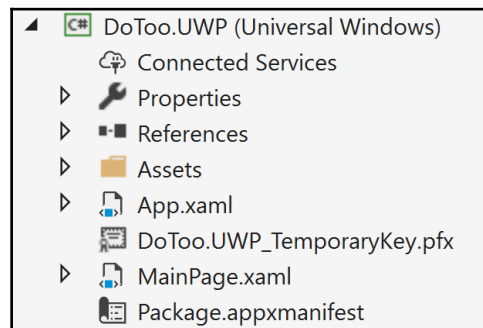 C# DoToo.UWP (Universal Windows)
Connected Services
Properties
References
Assets
App.xaml
DoToo.UWP_TemporaryKey.pfx
MainPage.xaml
Package.appxmanifest